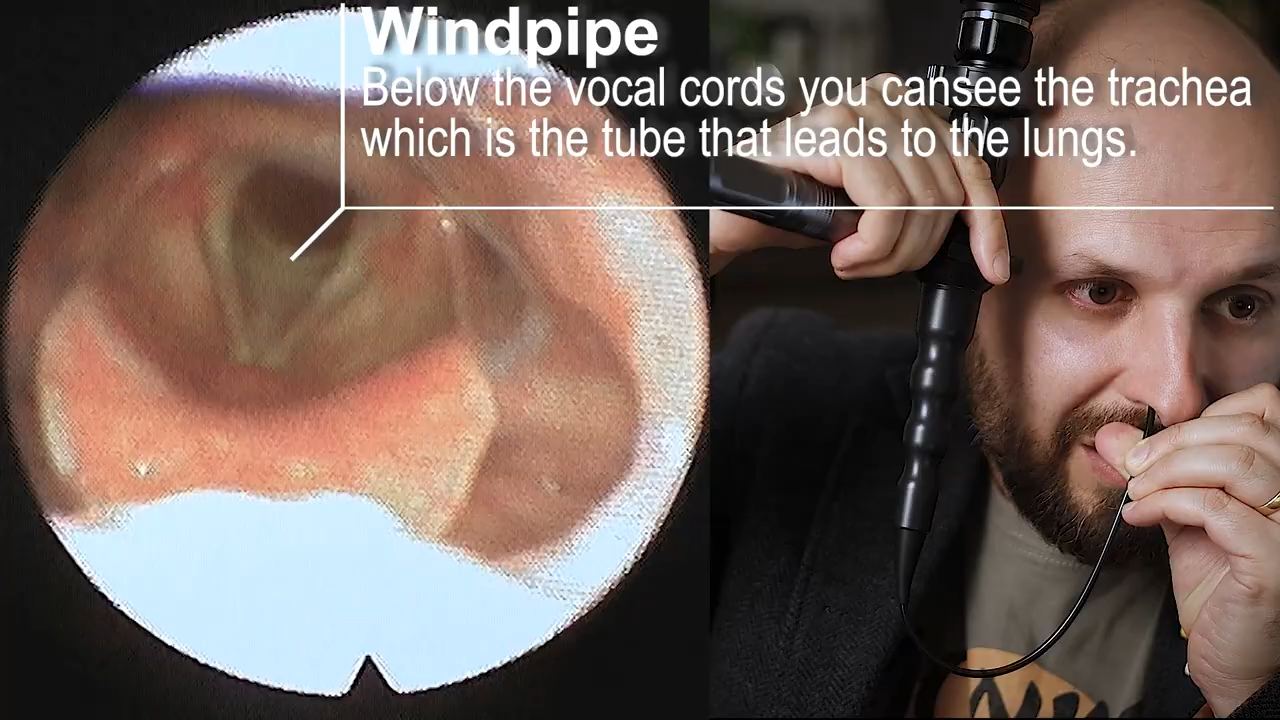 Windpipe
Below the vocal cords you cansee the trachea
which is the tube that leads to the lungs.